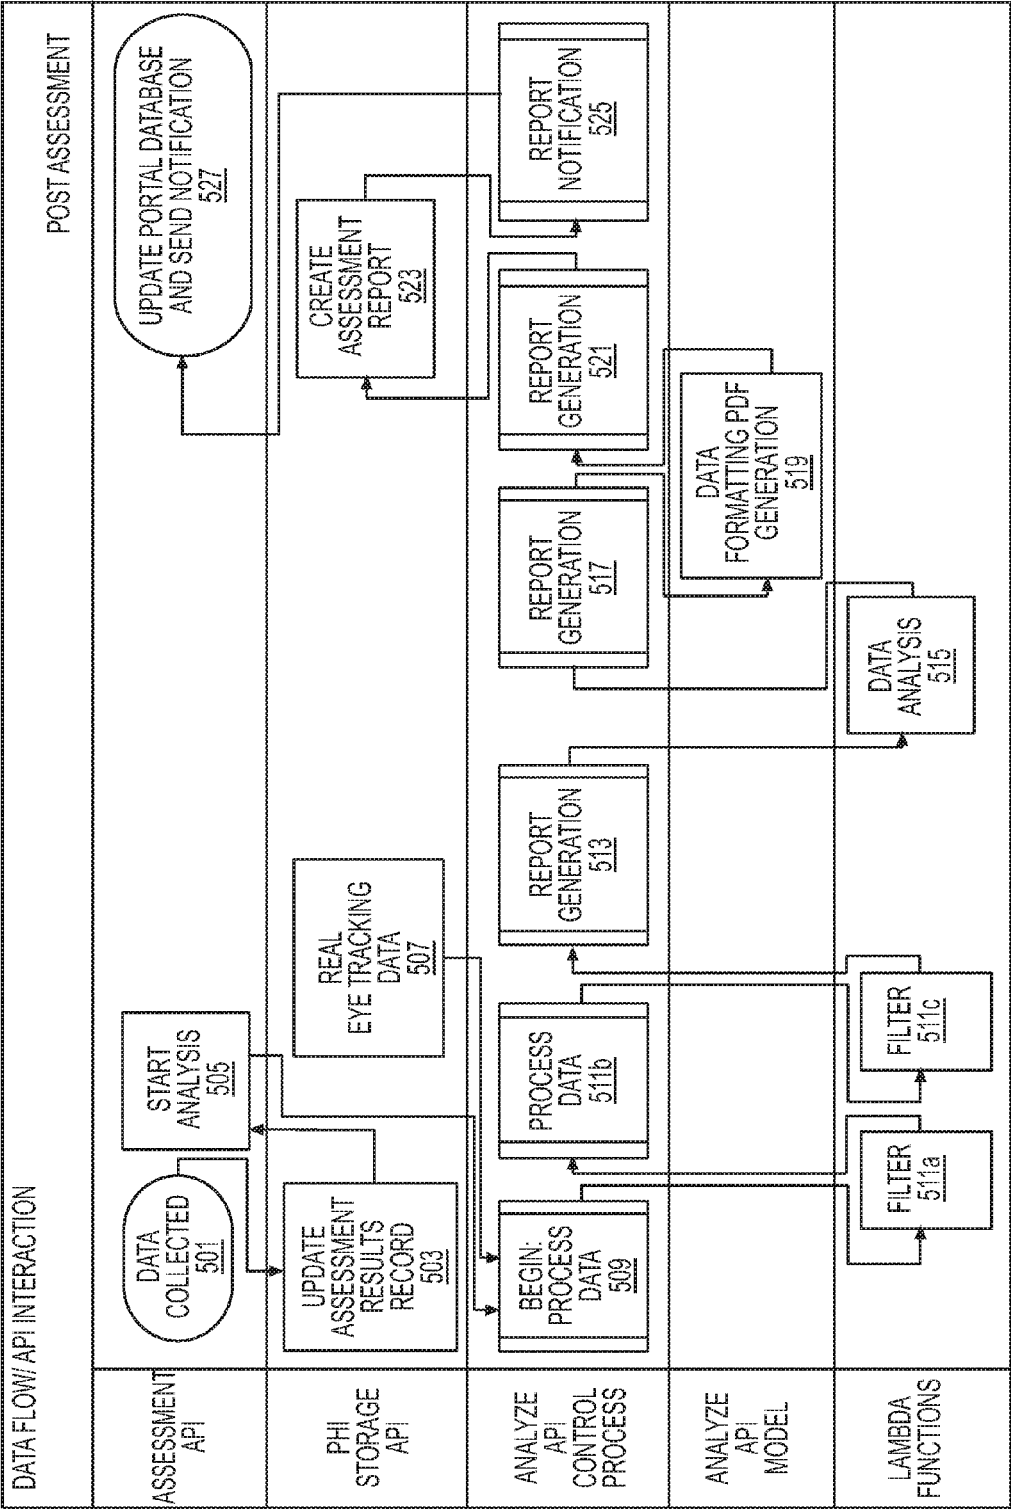 DATA FLOW/ API INTERACTION
POST ASSESSMENT
ASSESSMENT
API
DATA
COLLECTED
501
START
ANALYSIS
505
UPDATE PORTAL DATABASE
AND SEND NOTIFICATION
527
PHI
STORAGE
API
UPDATE
ASSESSMENT
RESULTS
RECORD
503
REAL
EYE TRACKING
DATA
507
CREATE
ASSESSMENT
REPORT
523
ANALYZE
API
CONTROL
PROCESS
BEGIN:
PROCESS
DATA
509
PROCESS
DATA
511b
REPORT
GENERATION
513
REPORT
GENERATION
517
REPORT
GENERATION
521
REPORT
NOTIFICATION
525
ANALYZE
API
MODEL
DATA
FORMATTING PDF
GENERATION
519
LAMBDA
FUNCTIONS
FILTER
511a
FILTER
511c
DATA
ANALYSIS
515